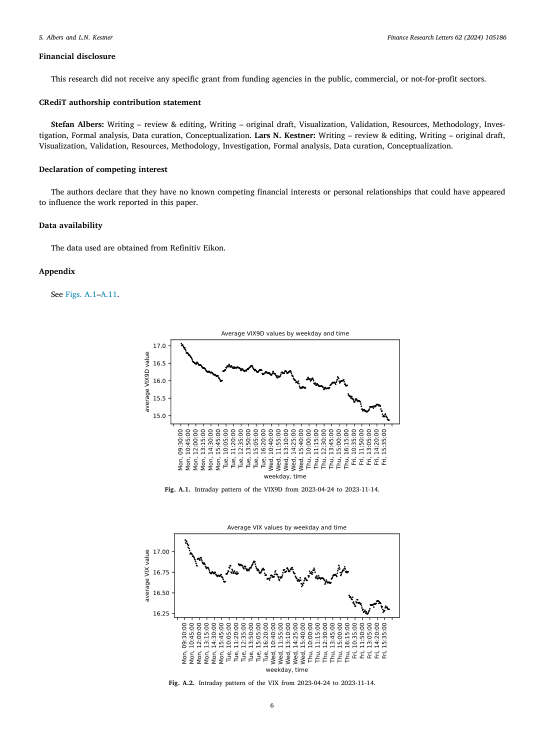 S. Albers and L.N. Kestner
Finance Research Letters 62 (2024) 105186
Financial disclosure
This research did not receive any specific grant from funding agencies in the public, commercial, or not-for-profit sectors.
CRediT authorship contribution statement
Stefan Albers: Writing – review & editing, Writing – original draft, Visualization, Validation, Resources, Methodology, Inves-
tigation, Formal analysis, Data curation, Conceptualization. Lars N. Kestner: Writing – review & editing, Writing – original draft,
Visualization, Validation, Resources, Methodology, Investigation, Formal analysis, Data curation, Conceptualization.
Declaration of competing interest
The authors declare that they have no known competing financial interests or personal relationships that could have appeared
to influence the work reported in this paper.
Data availability
The data used are obtained from Refinitiv Eikon.
Appendix
See Figs. A.1–A.11.
Average VIX9D values by weekday and time
average VIX9D value
17.0
16.5
16.0
15.5
15.0
Mon, 09:30:00
Mon, 10:45:00
Mon, 12:00:00
Mon, 13:15:00
Mon, 14:30:00
Mon, 15:45:00
Tue, 10:05:00
Tue, 11:20:00
Tue, 12:35:00
Tue, 13:50:00
Tue, 15:05:00
Tue, 16:20:00
Wed, 10:40:00
Wed, 11:55:00
Wed, 13:10:00
Wed, 14:25:00
Wed, 15:40:00
Thu, 10:00:00
Thu, 11:15:00
Thu, 12:30:00
Thu, 13:45:00
Thu, 15:00:00
Thu, 16:15:00
Fri, 10:35:00
Fri, 11:50:00
Fri, 13:05:00
Fri, 14:20:00
Fri, 15:35:00
weekday, time
Fig. A.1. Intraday pattern of the VIX9D from 2023-04-24 to 2023-11-14.
Average VIX values by weekday and time
average VIX value
17.00
16.75
16.50
16.25
Mon, 09:30:00
Mon, 10:45:00
Mon, 12:00:00
Mon, 13:15:00
Mon, 14:30:00
Mon, 15:45:00
Tue, 10:05:00
Tue, 11:20:00
Tue, 12:35:00
Tue, 13:50:00
Tue, 15:05:00
Tue, 16:20:00
Wed, 10:40:00
Wed, 11:55:00
Wed, 13:10:00
Wed, 14:25:00
Wed, 15:40:00
Thu, 10:00:00
Thu, 11:15:00
Thu, 12:30:00
Thu, 13:45:00
Thu, 15:00:00
Thu, 16:15:00
Fri, 10:35:00
Fri, 11:50:00
Fri, 13:05:00
Fri, 14:20:00
Fri, 15:35:00
weekday, time
Fig. A.2. Intraday pattern of the VIX from 2023-04-24 to 2023-11-14.
6